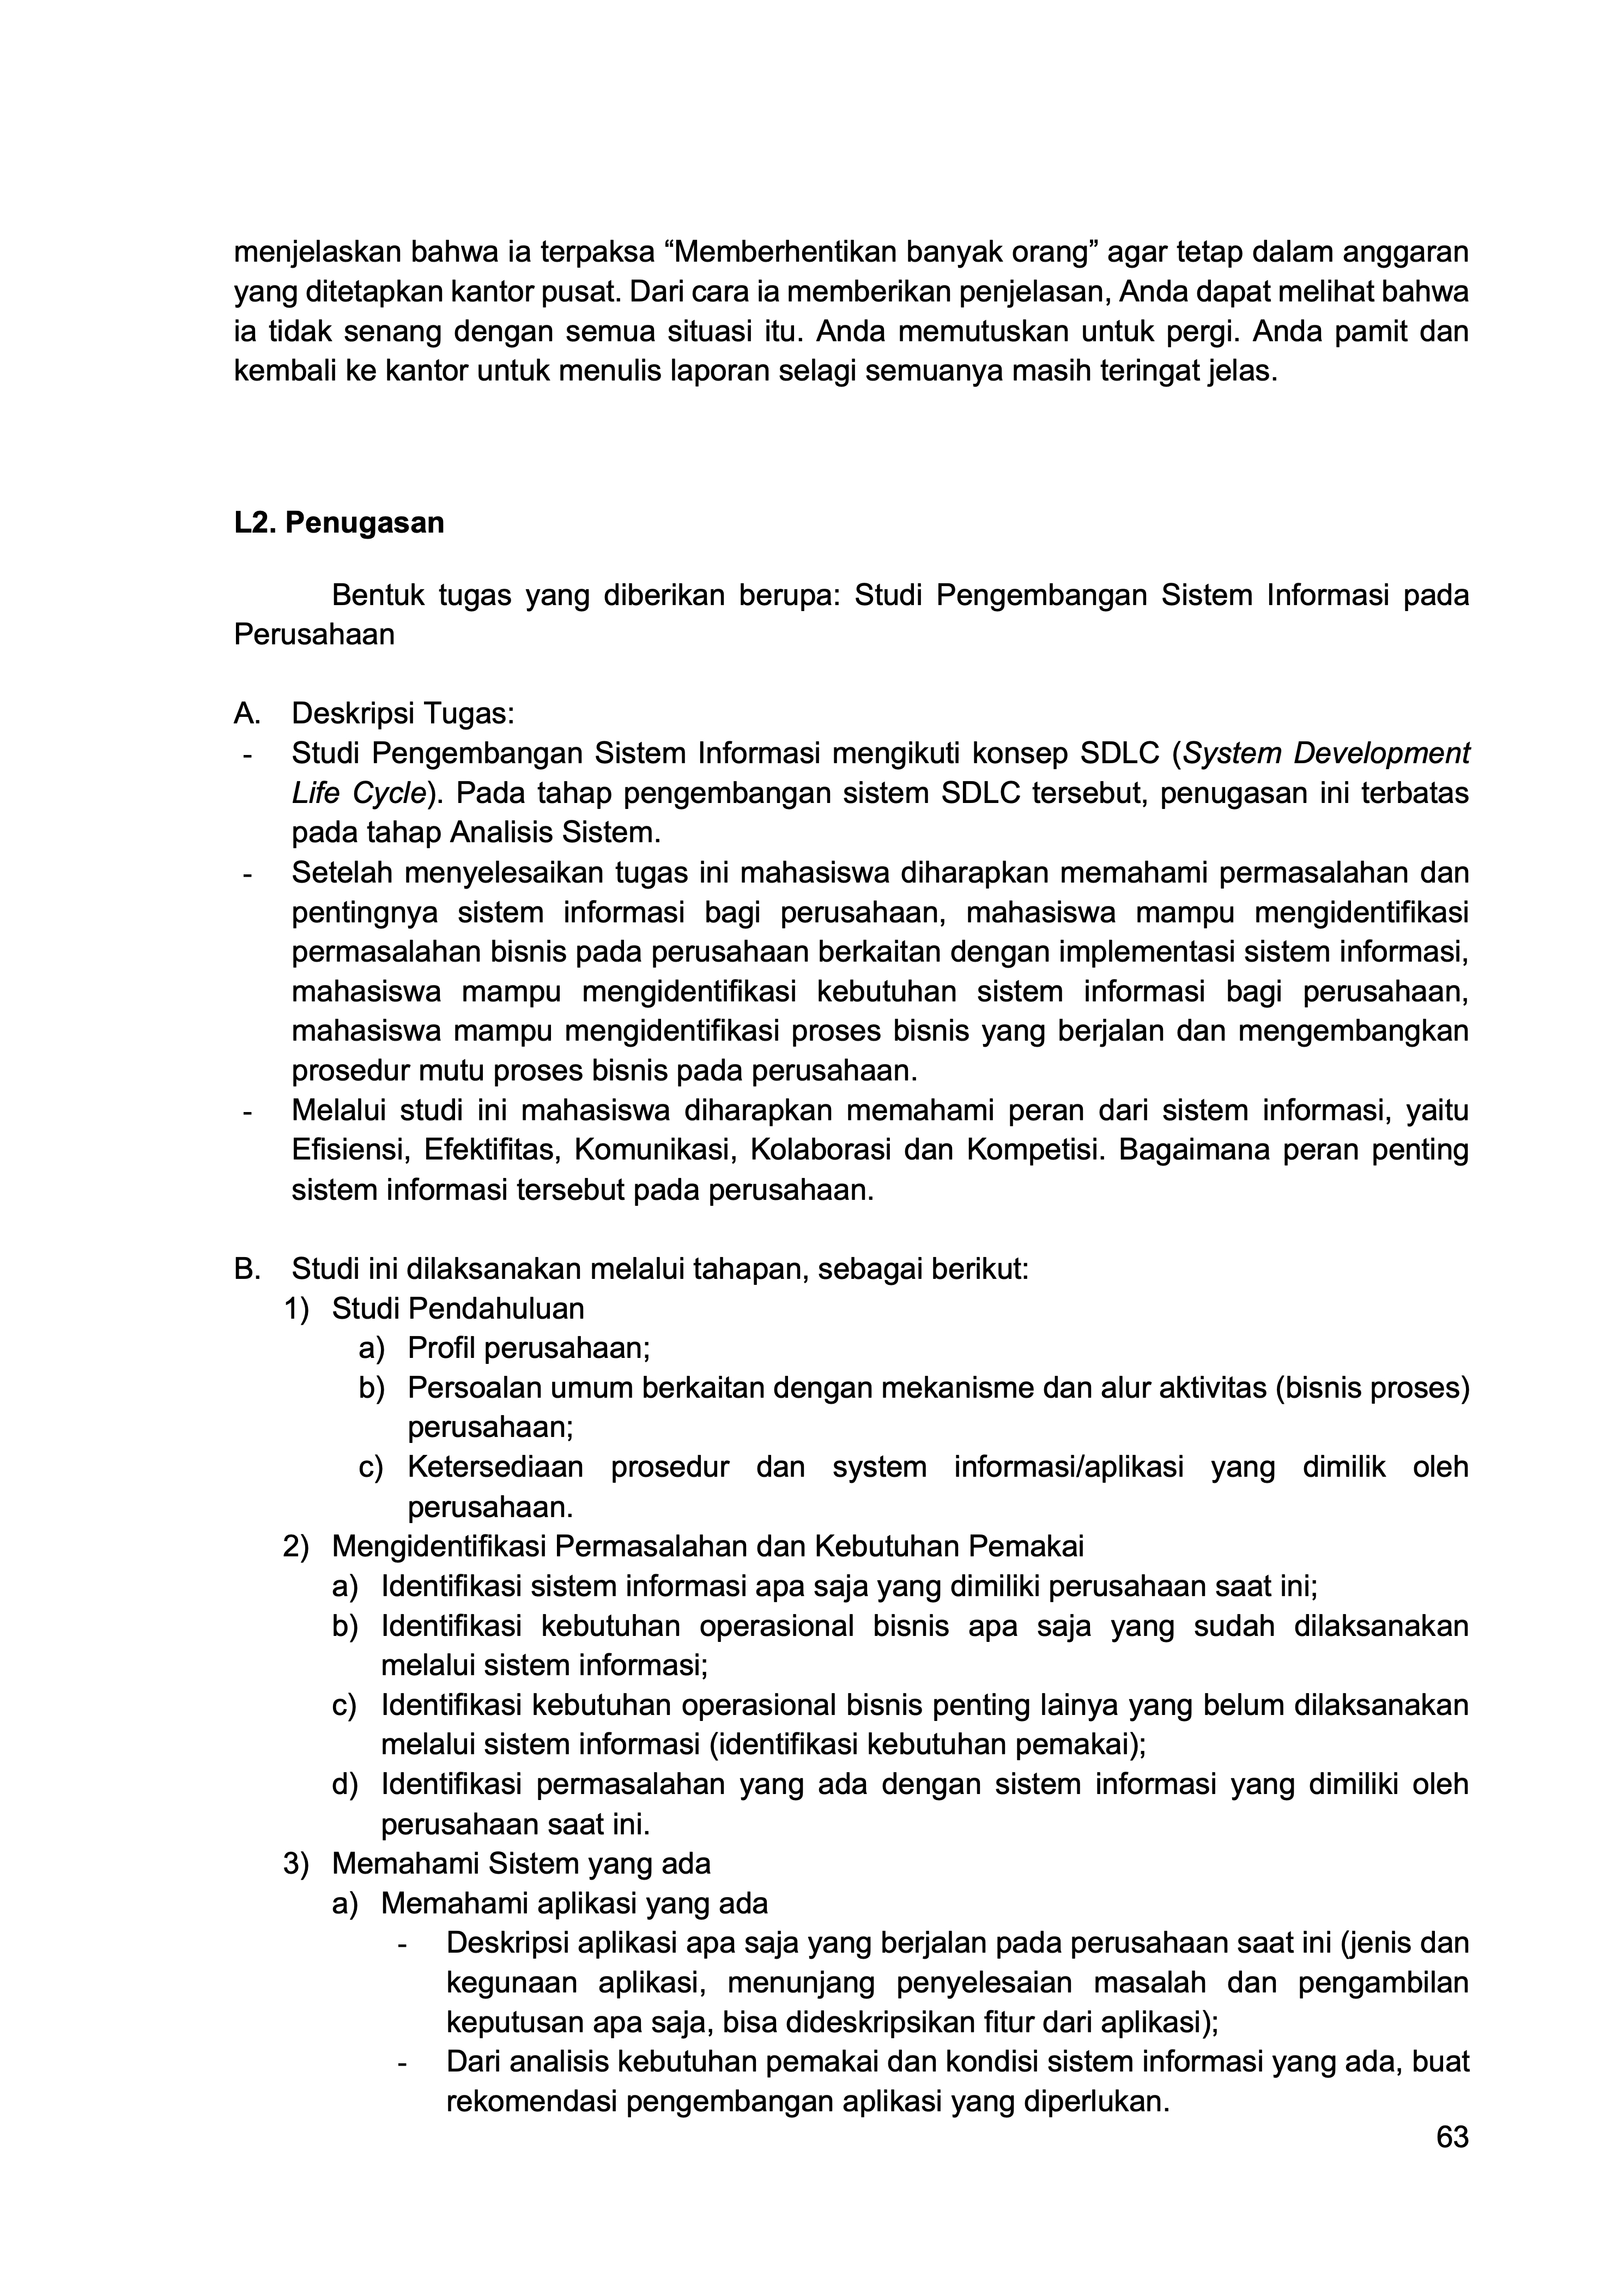 menjelaskan bahwa ia terpaksa “Memberhentikan banyak orang” agar tetap dalam anggaran
yang ditetapkan kantor pusat. Dari cara ia memberikan penjelasan, Anda dapat melihat bahwa
ia tidak senang dengan semua situasi itu. Anda memutuskan untuk pergi. Anda pamit dan
kembali ke kantor untuk menulis laporan selagi semuanya masih teringat jelas.
L2. Penugasan
Bentuk tugas yang diberikan berupa: Studi Pengembangan Sistem Informasi pada
Perusahaan
A. Deskripsi Tugas:
- Studi Pengembangan Sistem Informasi mengikuti konsep SDLC (System Development
Life Cycle). Pada tahap pengembangan sistem SDLC tersebut, penugasan ini terbatas
pada tahap Analisis Sistem.
- Setelah menyelesaikan tugas ini mahasiswa diharapkan memahami permasalahan dan
pentingnya sistem informasi bagi perusahaan, mahasiswa mampu mengidentifikasi
permasalahan bisnis pada perusahaan berkaitan dengan implementasi sistem informasi,
mahasiswa mampu mengidentifikasi kebutuhan sistem informasi bagi perusahaan,
mahasiswa mampu mengidentifikasi proses bisnis yang berjalan dan mengembangkan
prosedur mutu proses bisnis pada perusahaan.
- Melalui studi ini mahasiswa diharapkan memahami peran dari sistem informasi, yaitu
Efisiensi, Efektifitas, Komunikasi, Kolaborasi dan Kompetisi. Bagaimana peran penting
sistem informasi tersebut pada perusahaan.
B. Studi ini dilaksanakan melalui tahapan, sebagai berikut:
1) Studi Pendahuluan
a) Profil perusahaan;
b) Persoalan umum berkaitan dengan mekanisme dan alur aktivitas (bisnis proses)
perusahaan;
c) Ketersediaan prosedur dan system informasi/aplikasi yang dimilik oleh
perusahaan.
2) Mengidentifikasi Permasalahan dan Kebutuhan Pemakai
a) Identifikasi sistem informasi apa saja yang dimiliki perusahaan saat ini;
b) Identifikasi kebutuhan operasional bisnis apa saja yang sudah dilaksanakan
melalui sistem informasi;
c) Identifikasi kebutuhan operasional bisnis penting lainya yang belum dilaksanakan
melalui sistem informasi (identifikasi kebutuhan pemakai);
d) Identifikasi permasalahan yang ada dengan sistem informasi yang dimiliki oleh
perusahaan saat ini.
3) Memahami Sistem yang ada
a) Memahami aplikasi yang ada
- Deskripsi aplikasi apa saja yang berjalan pada perusahaan saat ini (jenis dan
kegunaan aplikasi, menunjang penyelesaian masalah dan pengambilan
keputusan apa saja, bisa dideskripsikan fitur dari aplikasi);
- Dari analisis kebutuhan pemakai dan kondisi sistem informasi yang ada, buat
rekomendasi pengembangan aplikasi yang diperlukan.
63